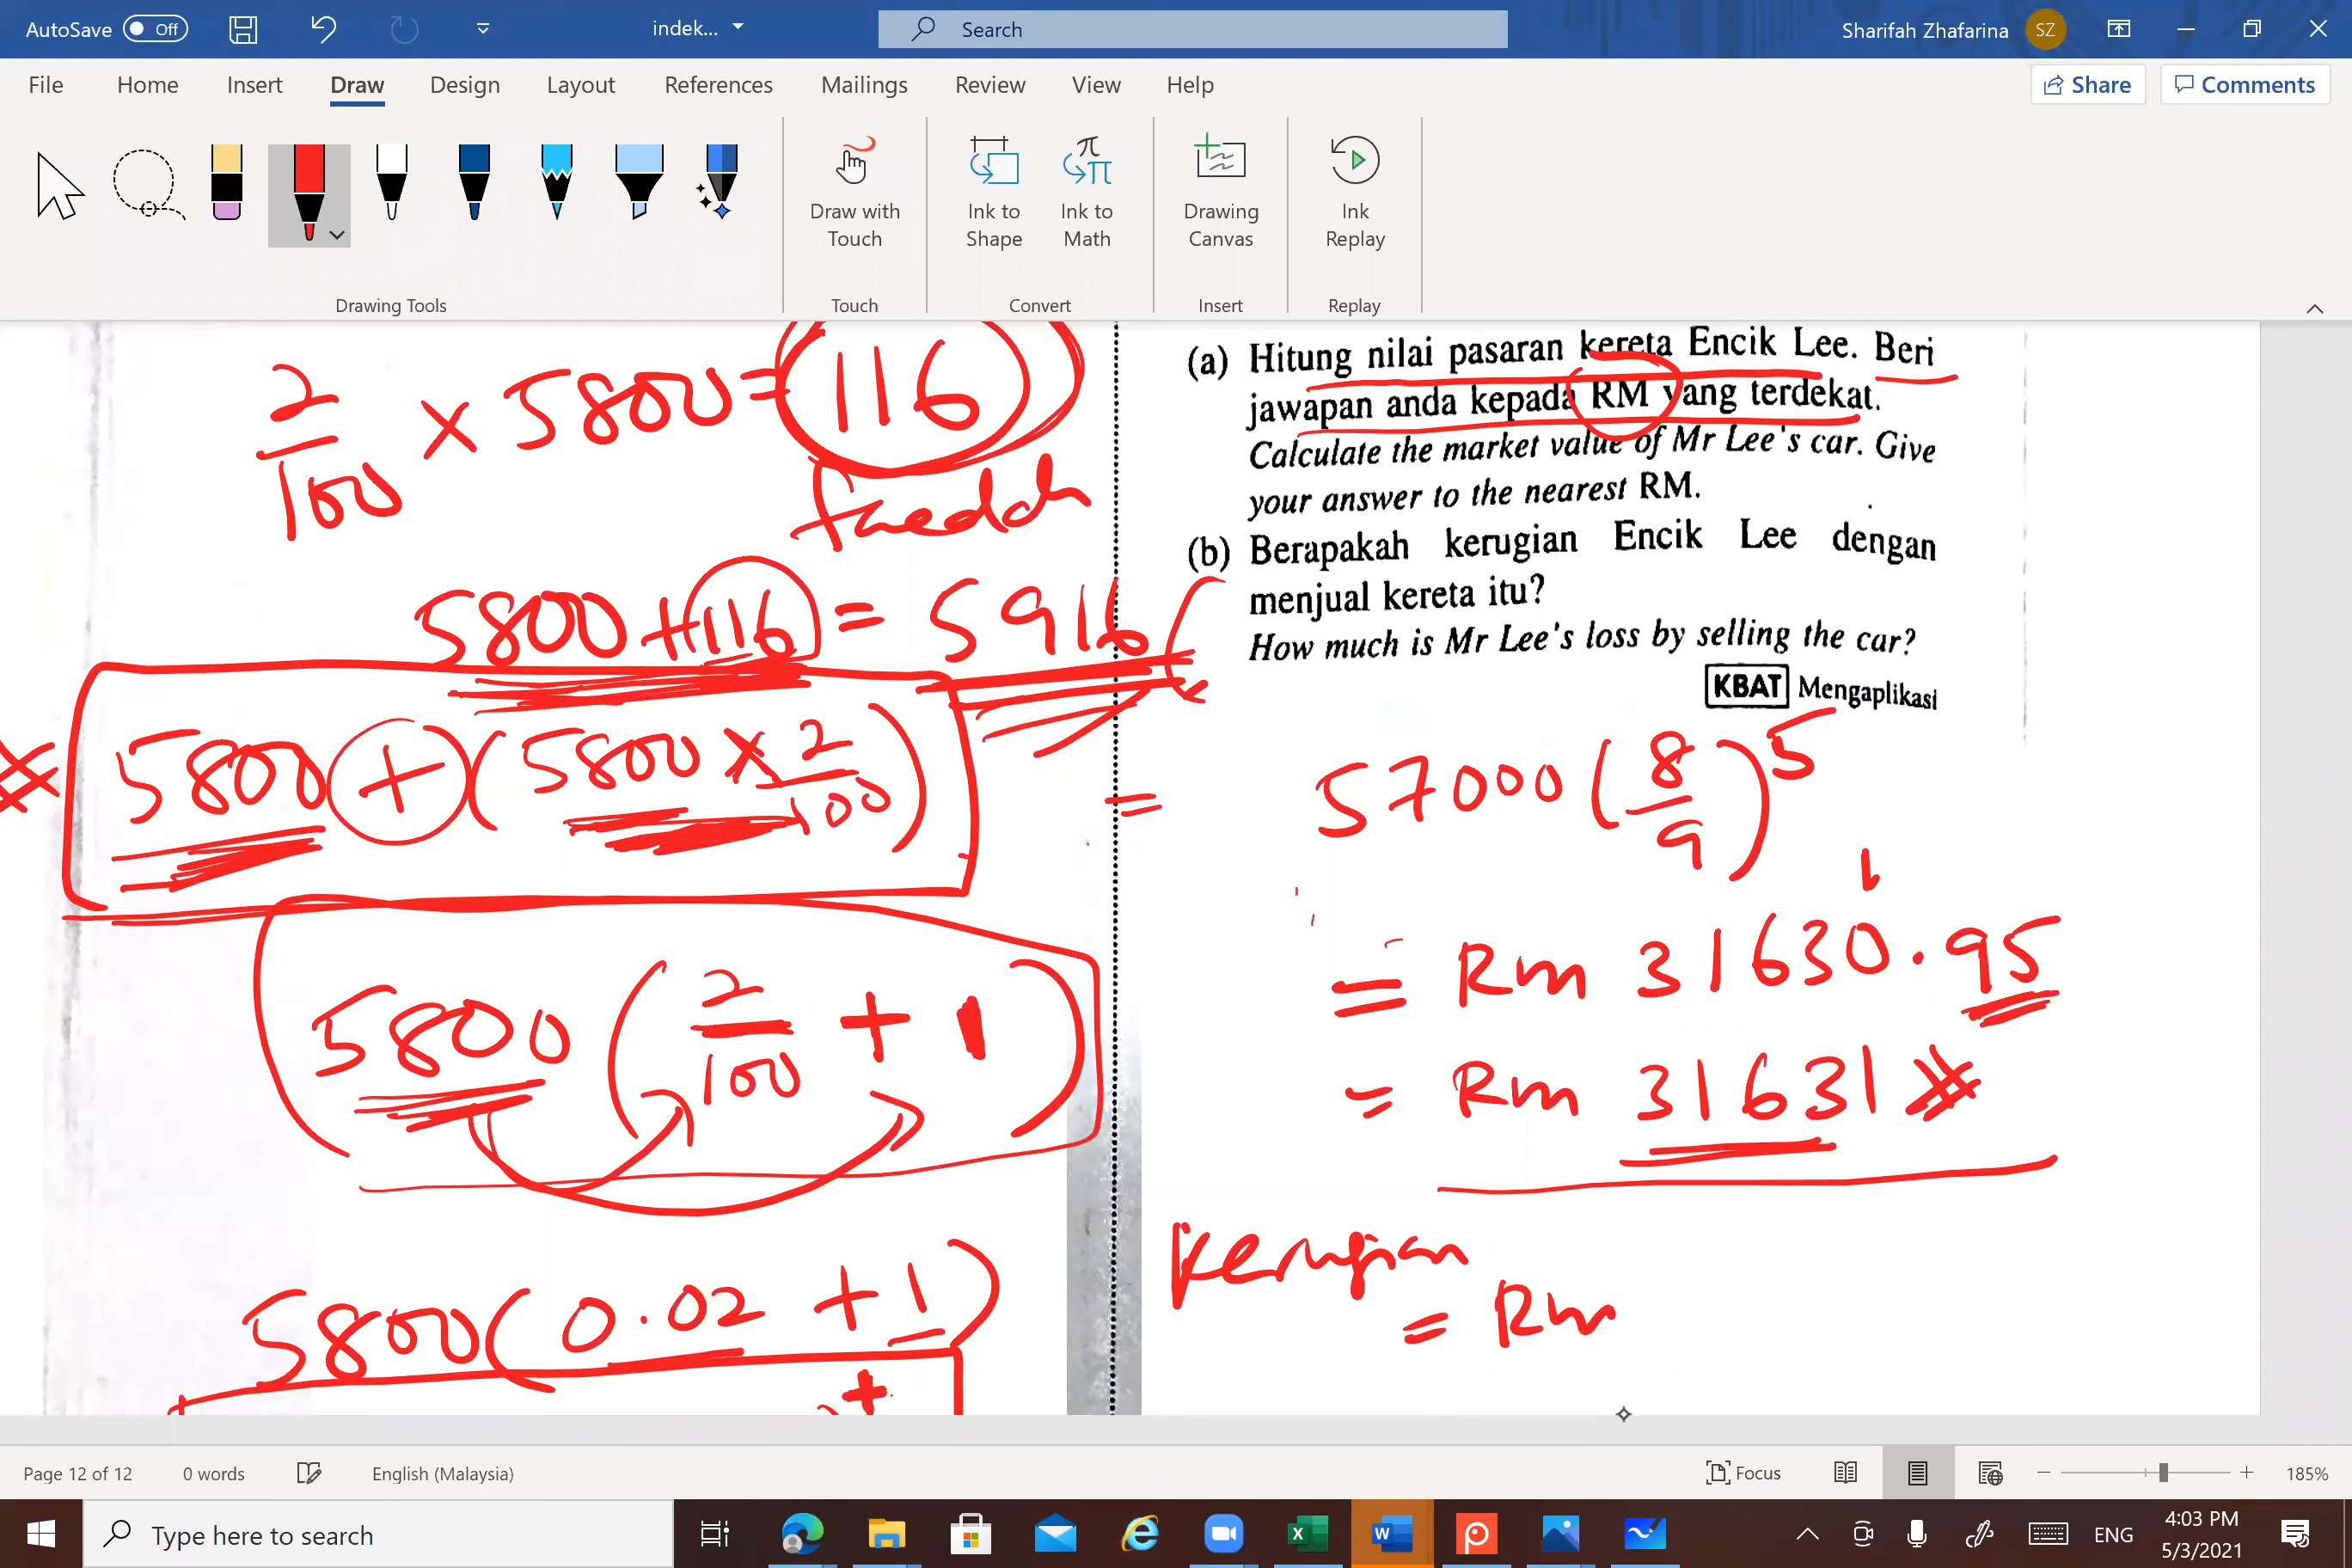 AutoSave Off indek... Search Sharifah Zhafarina SZ
File Home Insert Draw Design Layout References Mailings Review View Help Share Comments
Draw with Touch
Ink to Shape
Ink to Math
Drawing Canvas
Ink Replay
Drawing Tools Touch Convert Insert Replay
2/100 × 5800 = 116
faedah
5800 + 116 = 5916
5800 + (5800 × 2/100)
5800 (2/100 + 1)
5800 (0.02 + 1)
+
(a) Hitung nilai pasaran kereta Encik Lee. Beri
jawapan anda kepada RM yang terdekat.
Calculate the market value of Mr Lee's car. Give
your answer to the nearest RM.
(b) Berapakah kerugian Encik Lee dengan
menjual kereta itu?
How much is Mr Lee's loss by selling the car?
KBAT Mengaplikasi
= 57000 (8/9)^5
= Rm 31630.95
= Rm 31631
Kerugian
= Rm
Page 12 of 12 0 words English (Malaysia) Focus 185%
Type here to search ENG 4:03 PM
5/3/2021